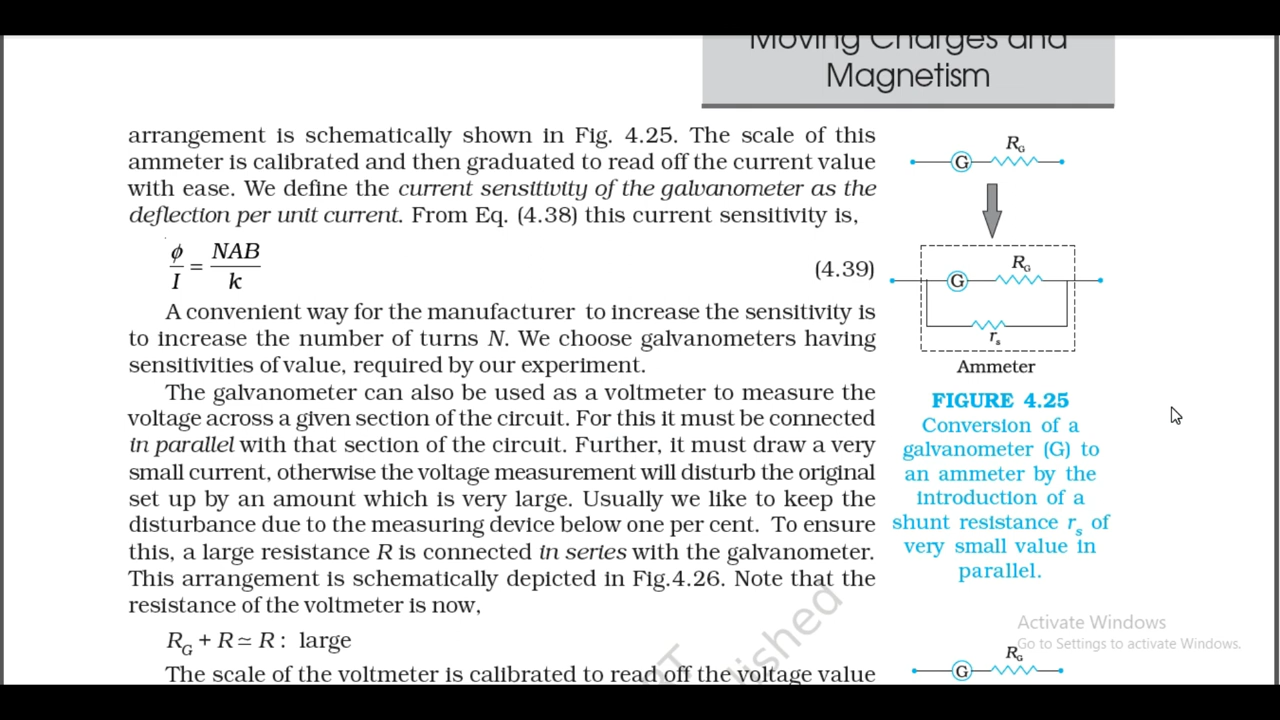 Moving Charges and
Magnetism
arrangement is schematically shown in Fig. 4.25. The scale of this
ammeter is calibrated and then graduated to read off the current value
with ease. We define the current sensitivity of the galvanometer as the
deflection per unit current. From Eq. (4.38) this current sensitivity is,
ϕ/I = NAB/k (4.39)
A convenient way for the manufacturer to increase the sensitivity is
to increase the number of turns N. We choose galvanometers having
sensitivities of value, required by our experiment.
The galvanometer can also be used as a voltmeter to measure the
voltage across a given section of the circuit. For this it must be connected
in parallel with that section of the circuit. Further, it must draw a very
small current, otherwise the voltage measurement will disturb the original
set up by an amount which is very large. Usually we like to keep the
disturbance due to the measuring device below one per cent. To ensure
this, a large resistance R is connected in series with the galvanometer.
This arrangement is schematically depicted in Fig.4.26. Note that the
resistance of the voltmeter is now,
R_G + R ≃ R : large
The scale of the voltmeter is calibrated to read off the voltage value
R_G
G
R_G
G
r_s
Ammeter
FIGURE 4.25
Conversion of a
galvanometer (G) to
an ammeter by the
introduction of a
shunt resistance r_s of
very small value in
parallel.
Activate Windows
Go to Settings to activate Windows.
R_G
G